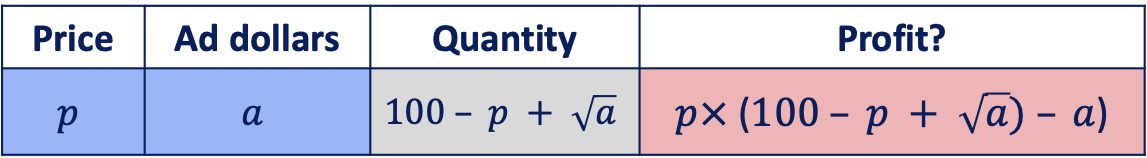 Price Ad dollars Quantity Profit?
p a 100 – p + √a p× (100 – p + √a) – a)